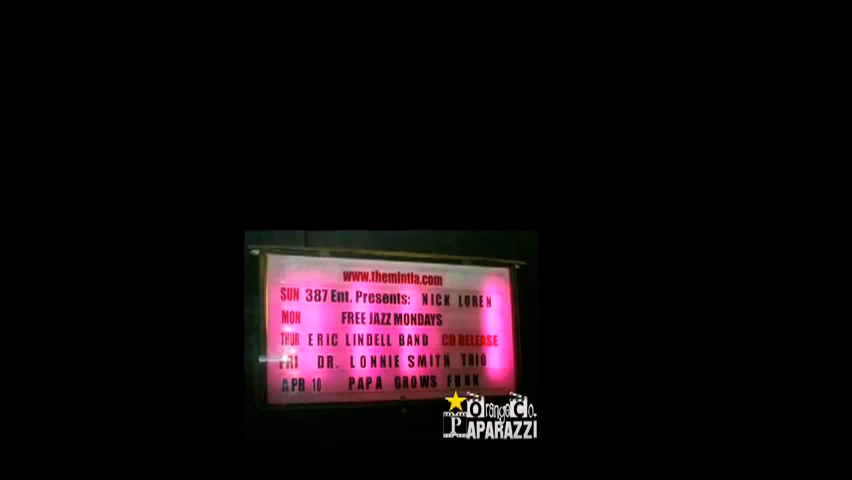 www.themintla.com
SUN 387 Ent. Presents: NICK LOREN
MON FREE JAZZ MONDAYS
THUR ERIC LINDELL BAND CD RELEASE
FRI DR. LONNIE SMITH TRIO
APR 10 PAPA GROWS FUNK
Orange Co.
PAPARAZZI